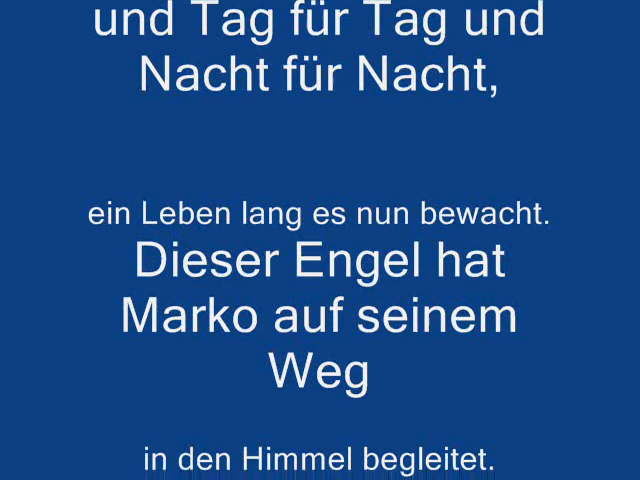 und Tag für Tag und
Nacht für Nacht,
ein Leben lang es nun bewacht.
Dieser Engel hat
Marko auf seinem
Weg
in den Himmel begleitet.